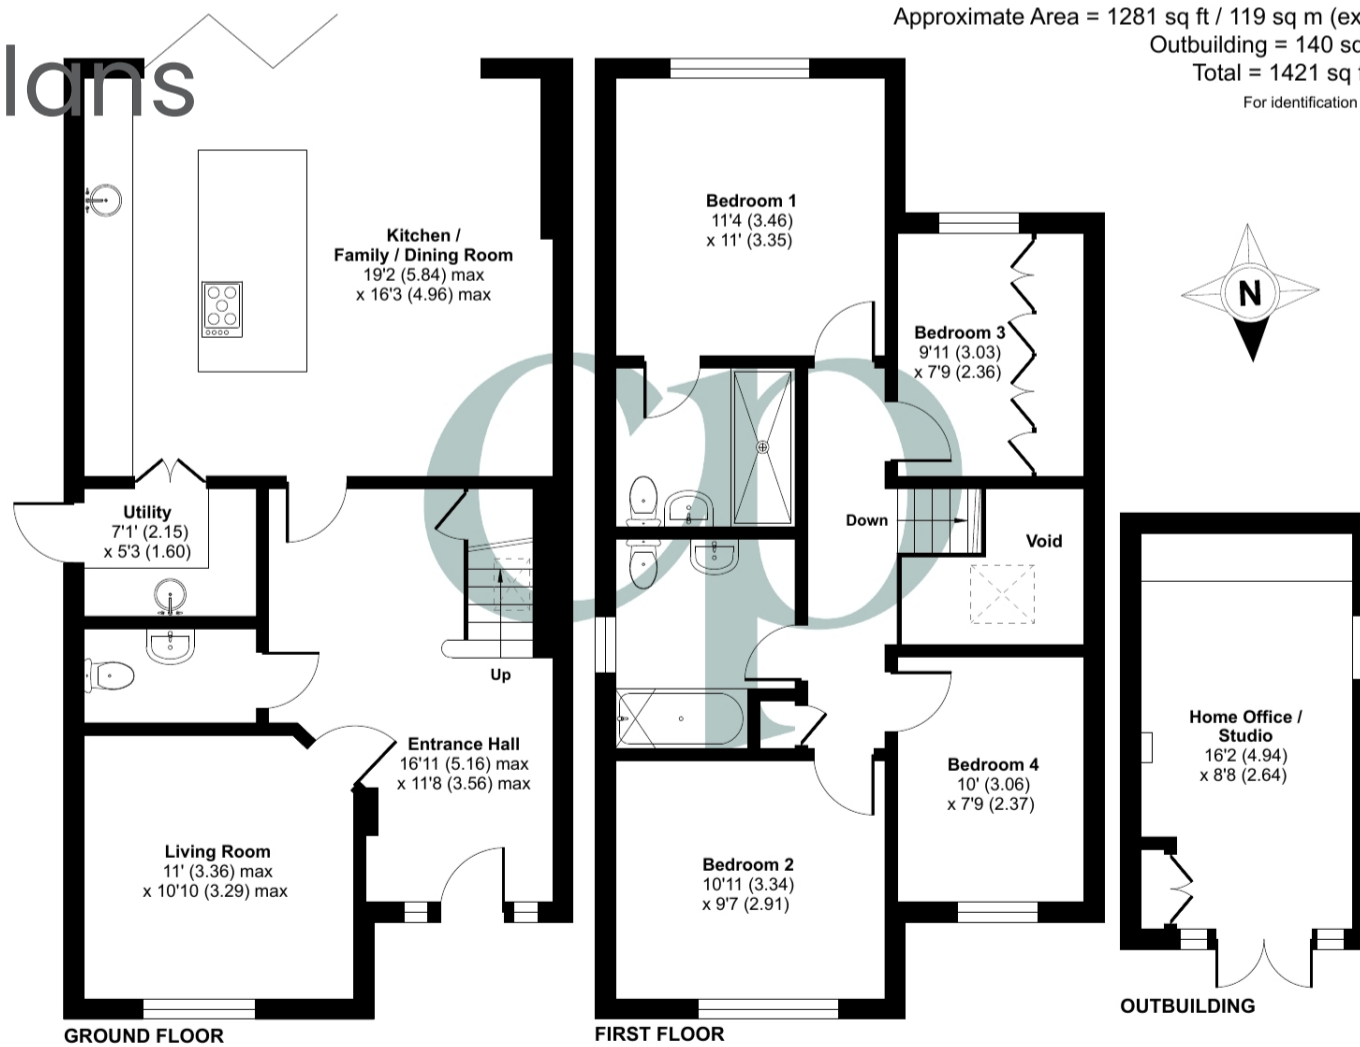 Approximate Area = 1281 sq ft / 119 sq m (ex
Outbuilding = 140 sq
Total = 1421 sq f
For identification
lans
cp
Kitchen /
Family / Dining Room
19'2 (5.84) max
x 16'3 (4.96) max
Utility
7'1' (2.15)
x 5'3 (1.60)
Up
Entrance Hall
16'11 (5.16) max
x 11'8 (3.56) max
Living Room
11' (3.36) max
x 10'10 (3.29) max
GROUND FLOOR
Bedroom 1
11'4 (3.46)
x 11' (3.35)
Bedroom 3
9'11 (3.03)
x 7'9 (2.36)
Down
Void
Bedroom 4
10' (3.06)
x 7'9 (2.37)
Bedroom 2
10'11 (3.34)
x 9'7 (2.91)
FIRST FLOOR
N
Home Office /
Studio
16'2 (4.94)
x 8'8 (2.64)
OUTBUILDING